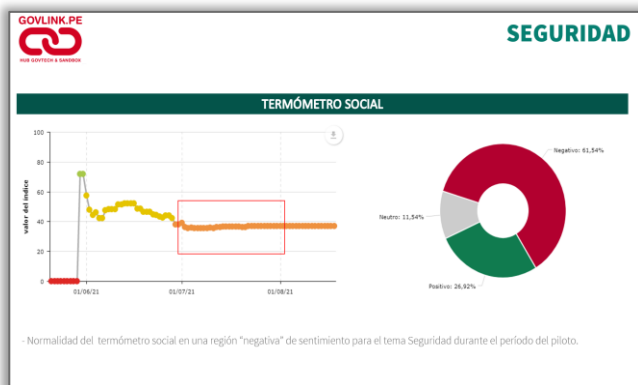 GOVLINK.PE
HUB GOVTECH & SANDBOX
SEGURIDAD
TERMÓMETRO SOCIAL
100
80
60
40
20
0
valor del índice
01/06/21
01/07/21
01/08/21
Negativo: 61,54%
Neutro: 11,54%
Positivo: 26,92%
- Normalidad del termómetro social en una región "negativa" de sentimiento para el tema Seguridad durante el período del piloto.